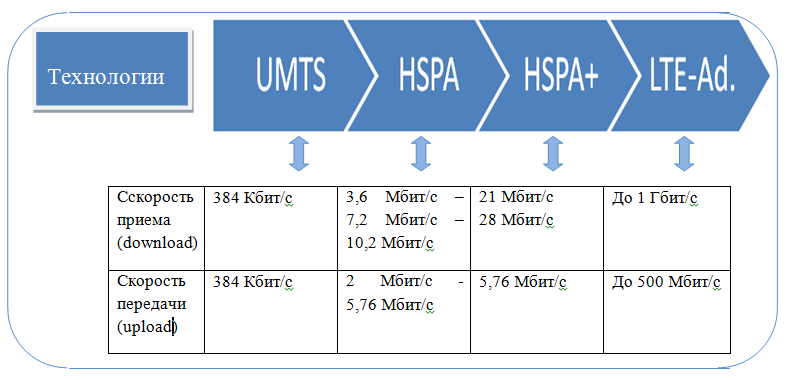 Технологии
UMTS
HSPA
HSPA+
LTE-Ad.
Сскорость
приема
(download)
384 Кбит/с
3,6 Мбит/с –
7,2 Мбит/с –
10,2 Мбит/с
21 Мбит/с
28 Мбит/с
До 1 Гбит/с
Скорость
передачи
(upload)
384 Кбит/с
2 Мбит/с -
5,76 Мбит/с
5,76 Мбит/с
До 500 Мбит/с